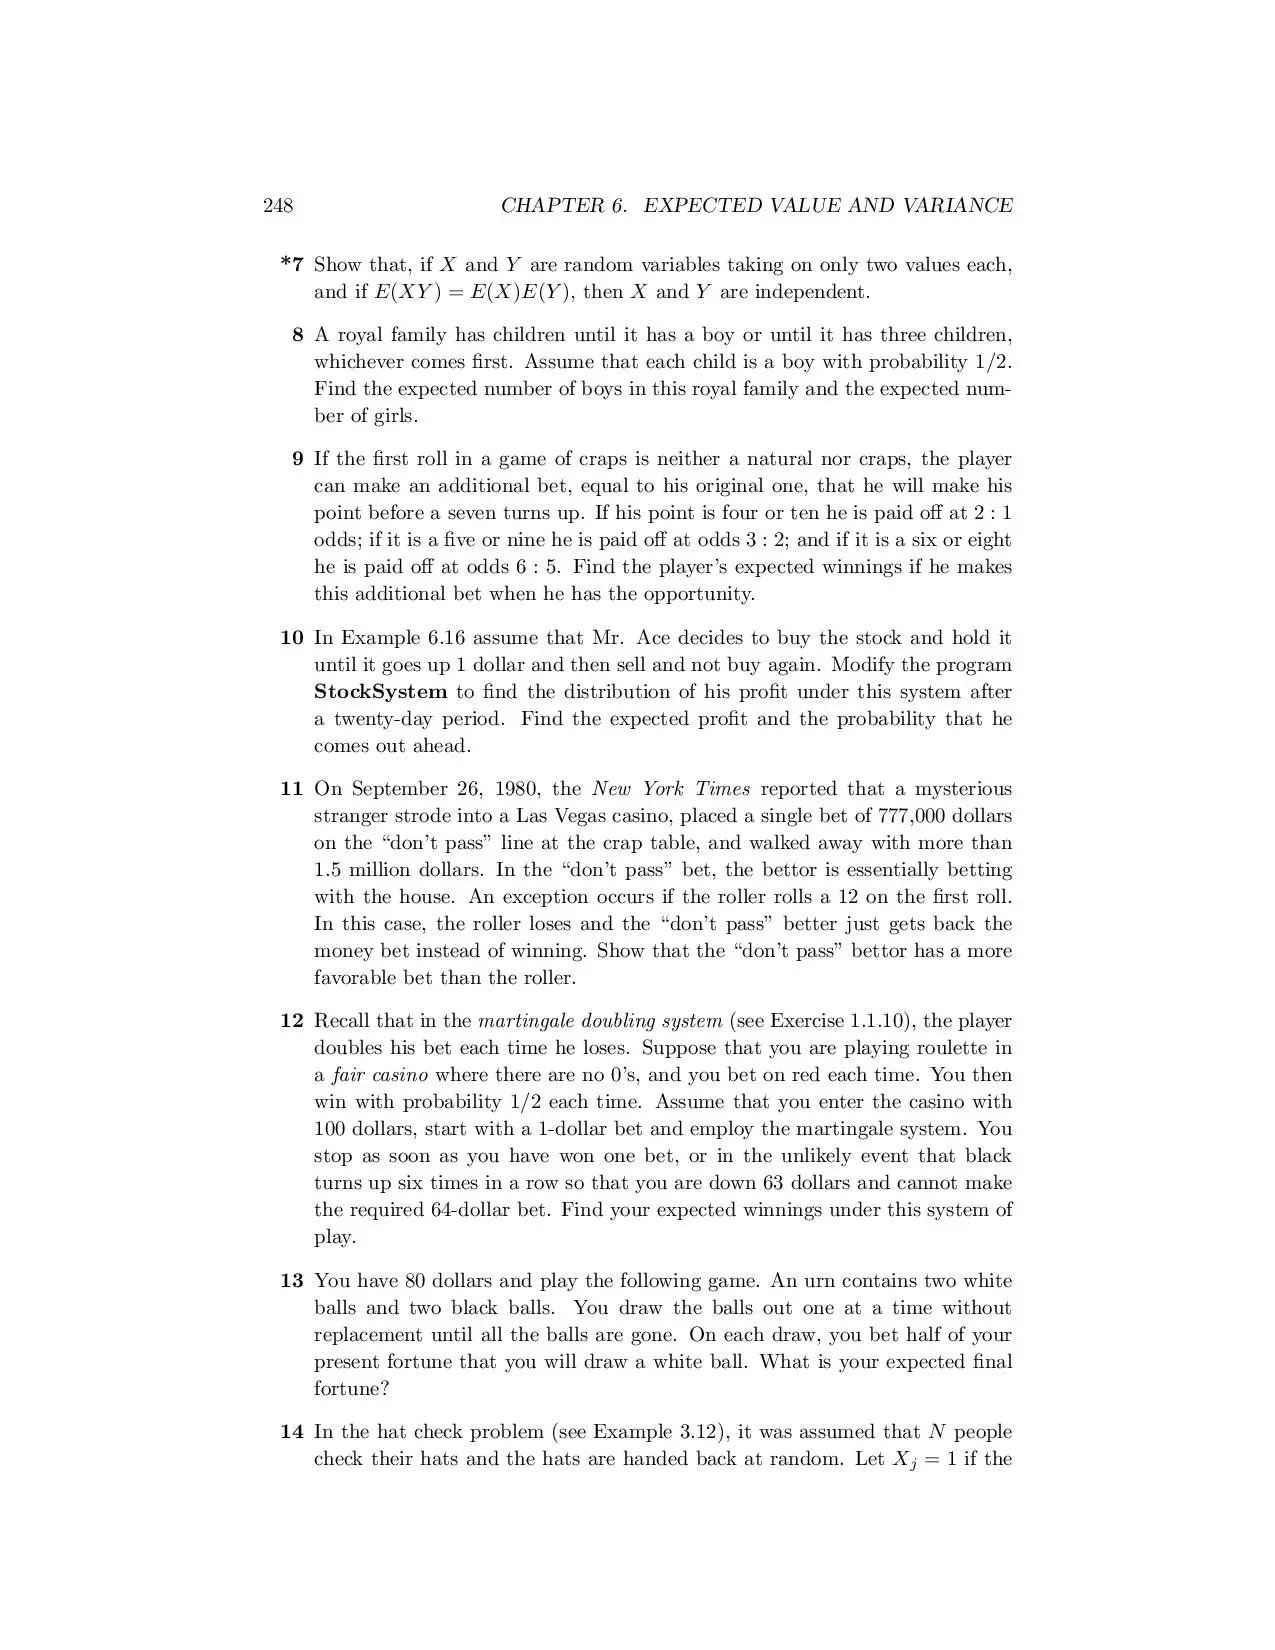 248 CHAPTER 6. EXPECTED VALUE AND VARIANCE
*7 Show that, if X and Y are random variables taking on only two values each,
and if E(XY) = E(X)E(Y), then X and Y are independent.
8 A royal family has children until it has a boy or until it has three children,
whichever comes first. Assume that each child is a boy with probability 1/2.
Find the expected number of boys in this royal family and the expected num-
ber of girls.
9 If the first roll in a game of craps is neither a natural nor craps, the player
can make an additional bet, equal to his original one, that he will make his
point before a seven turns up. If his point is four or ten he is paid off at 2 : 1
odds; if it is a five or nine he is paid off at odds 3 : 2; and if it is a six or eight
he is paid off at odds 6 : 5. Find the player's expected winnings if he makes
this additional bet when he has the opportunity.
10 In Example 6.16 assume that Mr. Ace decides to buy the stock and hold it
until it goes up 1 dollar and then sell and not buy again. Modify the program
StockSystem to find the distribution of his profit under this system after
a twenty-day period. Find the expected profit and the probability that he
comes out ahead.
11 On September 26, 1980, the New York Times reported that a mysterious
stranger strode into a Las Vegas casino, placed a single bet of 777,000 dollars
on the “don't pass” line at the crap table, and walked away with more than
1.5 million dollars. In the “don't pass” bet, the bettor is essentially betting
with the house. An exception occurs if the roller rolls a 12 on the first roll.
In this case, the roller loses and the “don't pass” better just gets back the
money bet instead of winning. Show that the “don't pass” bettor has a more
favorable bet than the roller.
12 Recall that in the martingale doubling system (see Exercise 1.1.10), the player
doubles his bet each time he loses. Suppose that you are playing roulette in
a fair casino where there are no 0's, and you bet on red each time. You then
win with probability 1/2 each time. Assume that you enter the casino with
100 dollars, start with a 1-dollar bet and employ the martingale system. You
stop as soon as you have won one bet, or in the unlikely event that black
turns up six times in a row so that you are down 63 dollars and cannot make
the required 64-dollar bet. Find your expected winnings under this system of
play.
13 You have 80 dollars and play the following game. An urn contains two white
balls and two black balls. You draw the balls out one at a time without
replacement until all the balls are gone. On each draw, you bet half of your
present fortune that you will draw a white ball. What is your expected final
fortune?
14 In the hat check problem (see Example 3.12), it was assumed that N people
check their hats and the hats are handed back at random. Let Xj = 1 if the